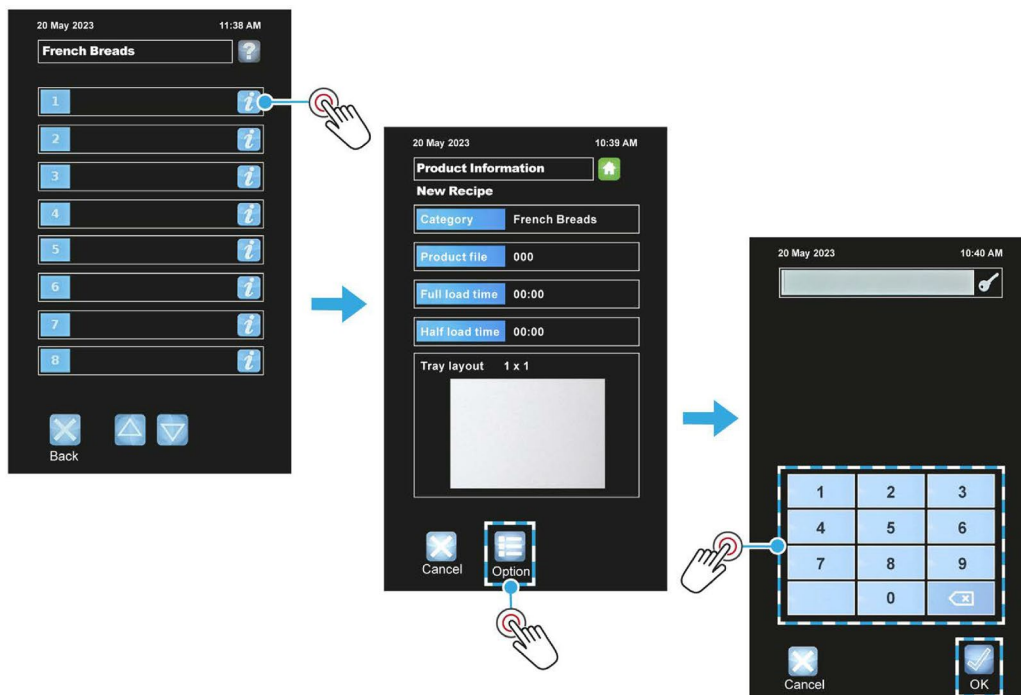 20 May 2023 11:38 AM
French Breads ?
1 i
2 i
3 i
4 i
5 i
6 i
7 i
8 i
Back
20 May 2023 10:39 AM
Product Information
New Recipe
Category French Breads
Product file 000
Full load time 00:00
Half load time 00:00
Tray layout 1 x 1
Cancel Option
20 May 2023 10:40 AM
1 2 3
4 5 6
7 8 9
0
Cancel OK